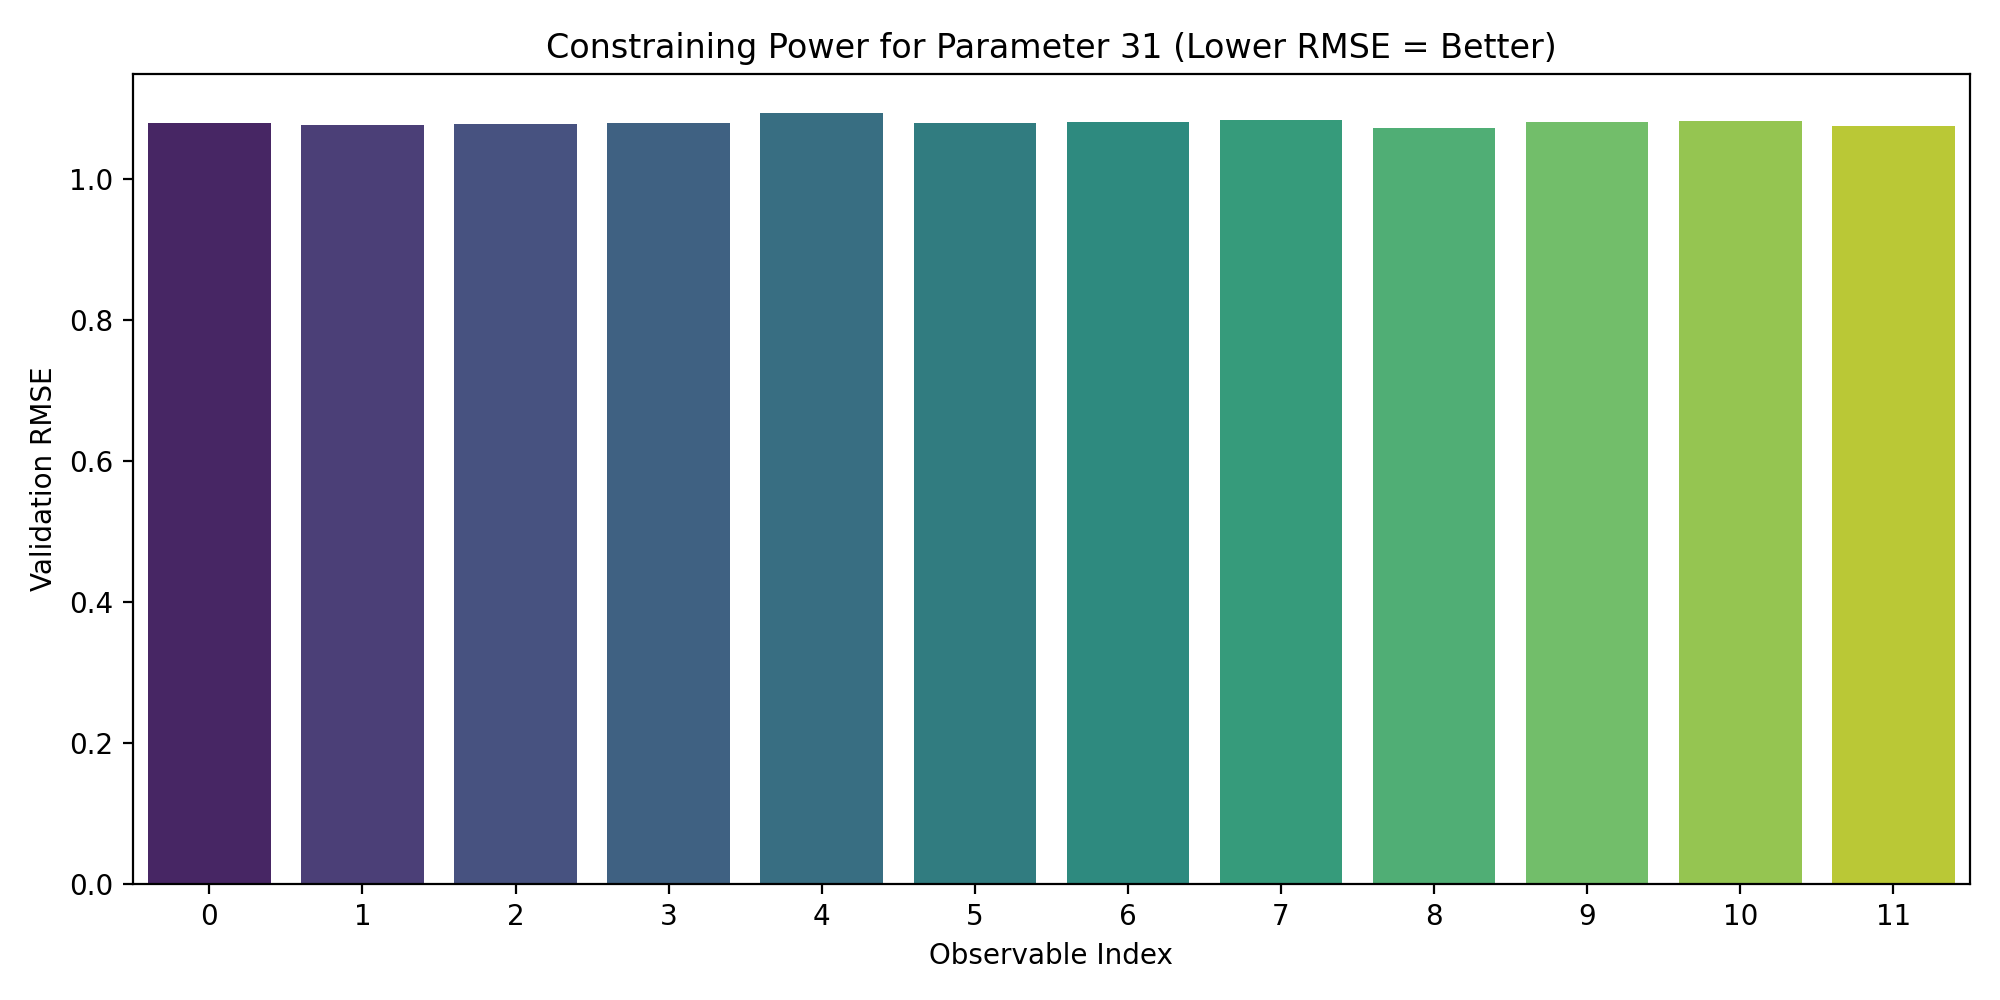 Constraining Power for Parameter 31 (Lower RMSE = Better)
Validation RMSE
1.0
0.8
0.6
0.4
0.2
0.0
0 1 2 3 4 5 6 7 8 9 10 11
Observable Index